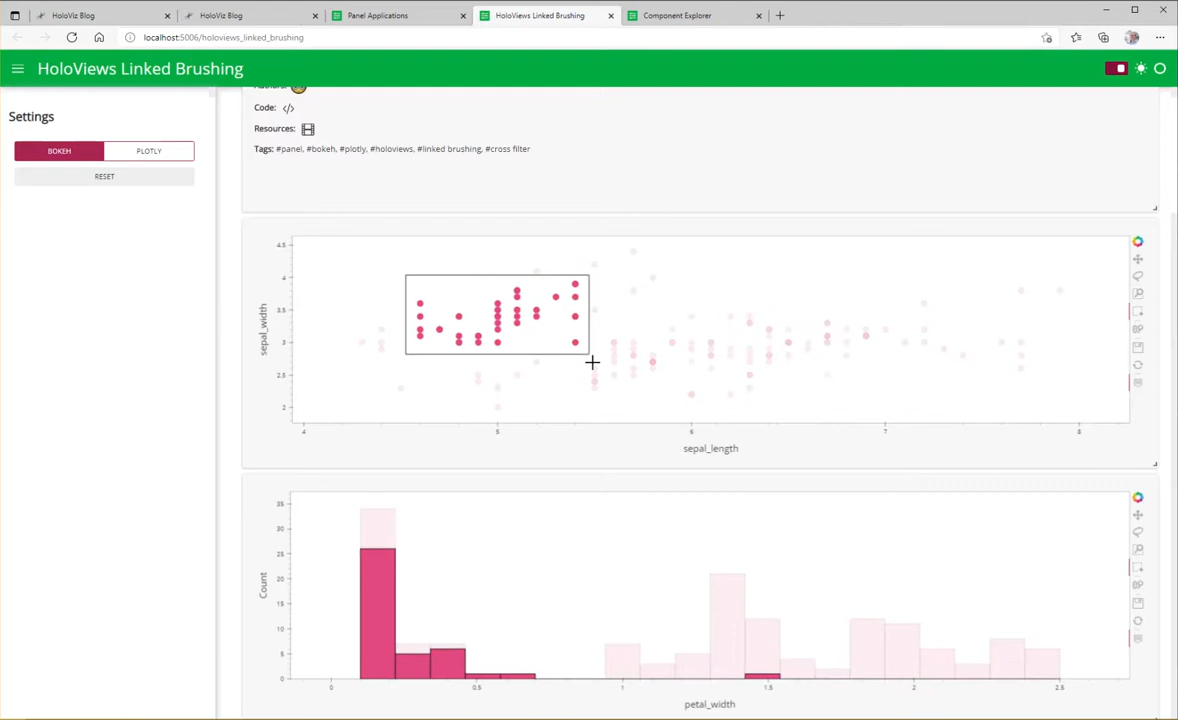 HoloViz Blog
HoloViz Blog
Panel Applications
HoloViews Linked Brushing
Component Explorer
localhost:5006/holoviews_linked_brushing
HoloViews Linked Brushing
Settings
BOKEH
PLOTLY
RESET
Code: </>
Resources:
Tags: #panel, #bokeh, #plotly, #holoviews, #linked brushing, #cross filter
4.5
4
3.5
3
2.5
2
sepal_width
4
5
6
7
8
sepal_length
35
30
25
20
15
10
5
0
Count
0
0.5
1
1.5
2
2.5
petal_width